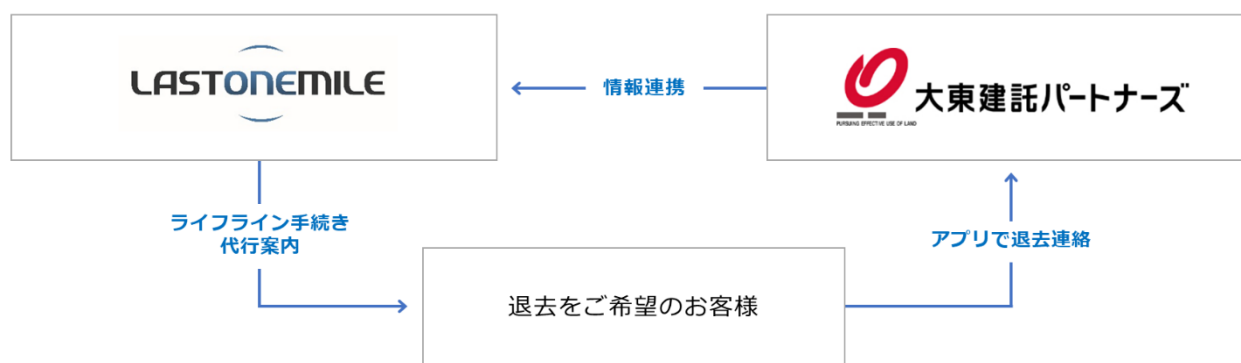 LASTONEMILE
情報連携
大東建託パートナーズ
PURSUING EFFECTIVE USE OF LAND
ライフライン手続き
代行案内
アプリで退去連絡
退去をご希望のお客様